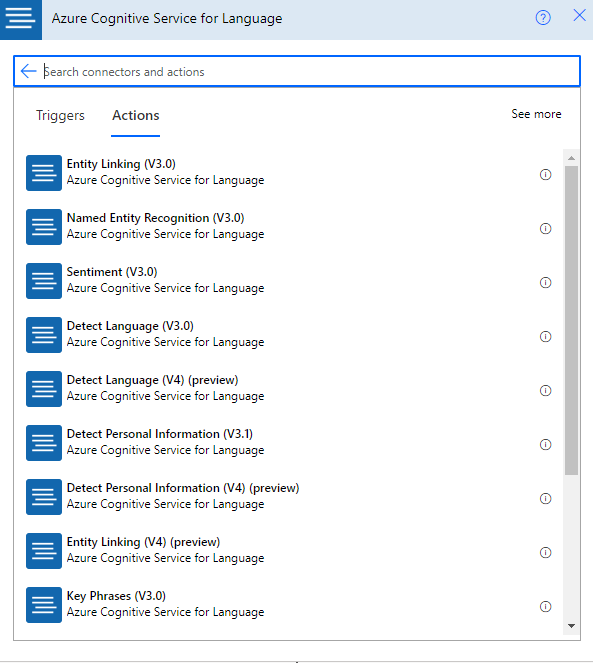 Azure Cognitive Service for Language
Search connectors and actions
Triggers Actions See more
Entity Linking (V3.0)
Azure Cognitive Service for Language
Named Entity Recognition (V3.0)
Azure Cognitive Service for Language
Sentiment (V3.0)
Azure Cognitive Service for Language
Detect Language (V3.0)
Azure Cognitive Service for Language
Detect Language (V4) (preview)
Azure Cognitive Service for Language
Detect Personal Information (V3.1)
Azure Cognitive Service for Language
Detect Personal Information (V4) (preview)
Azure Cognitive Service for Language
Entity Linking (V4) (preview)
Azure Cognitive Service for Language
Key Phrases (V3.0)
Azure Cognitive Service for Language